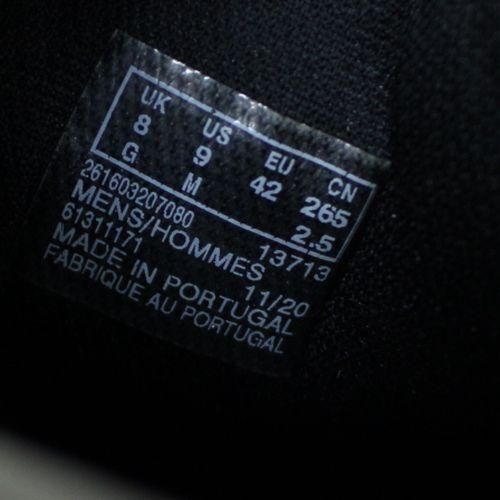 UK US EU CN
8 9 42 265
G M 2.5
261603207080 13713
MENS/HOMMES
61311171 11/20
MADE IN PORTUGAL
FABRIQUE AU PORTUGAL